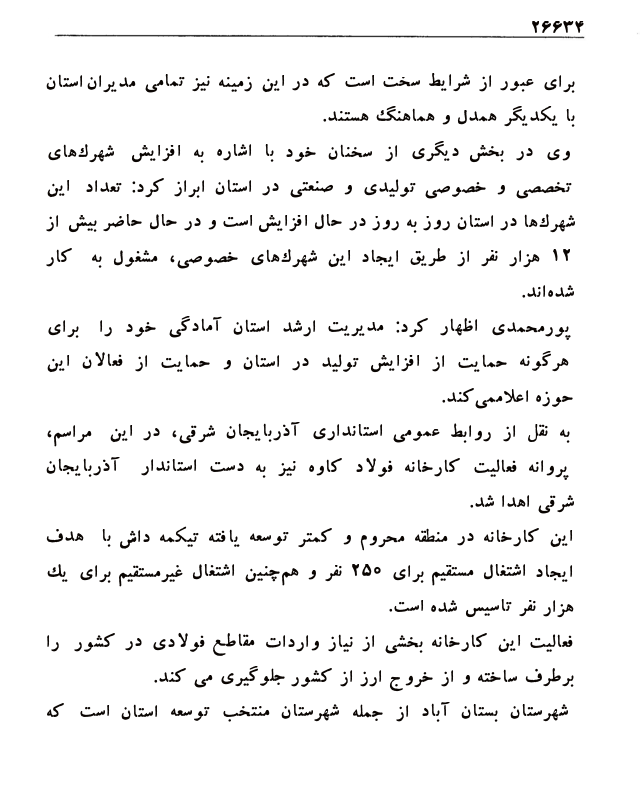 ۲۶۶۳۴
برای عبور از شرایط سخت است که در این زمینه نیز تمامی مدیران استان
با یکدیگر همدل و هماهنگ هستند.
وی در بخش دیگری از سخنان خود با اشاره به افزایش شهرك‌های
تخصصی و خصوصی تولیدی و صنعتی در استان ابراز کرد: تعداد این
شهرك‌ها در استان روز به روز در حال افزایش است و در حال حاضر بیش از
۱۲ هزار نفر از طریق ایجاد این شهرك‌های خصوصی، مشغول به کار
شده‌اند.
پورمحمدی اظهار کرد: مدیریت ارشد استان آمادگی خود را برای
هرگونه حمایت از افزایش تولید در استان و حمایت از فعالان این
حوزه اعلاممی‌کند.
به نقل از روابط عمومی استانداری آذربایجان شرقی، در این مراسم،
پروانه فعالیت کارخانه فولاد کاوه نیز به دست استاندار آذربایجان
شرقی اهدا شد.
این کارخانه در منطقه محروم و کمتر توسعه یافته تیکمه داش با هدف
ایجاد اشتغال مستقیم برای ۲۵۰ نفر و هم‌چنین اشتغال غیرمستقیم برای یك
هزار نفر تاسیس شده است.
فعالیت این کارخانه بخشی از نیاز واردات مقاطع فولادی در کشور را
برطرف ساخته و از خروج ارز از کشور جلوگیری می کند.
شهرستان بستان آباد از جمله شهرستان منتخب توسعه استان است که